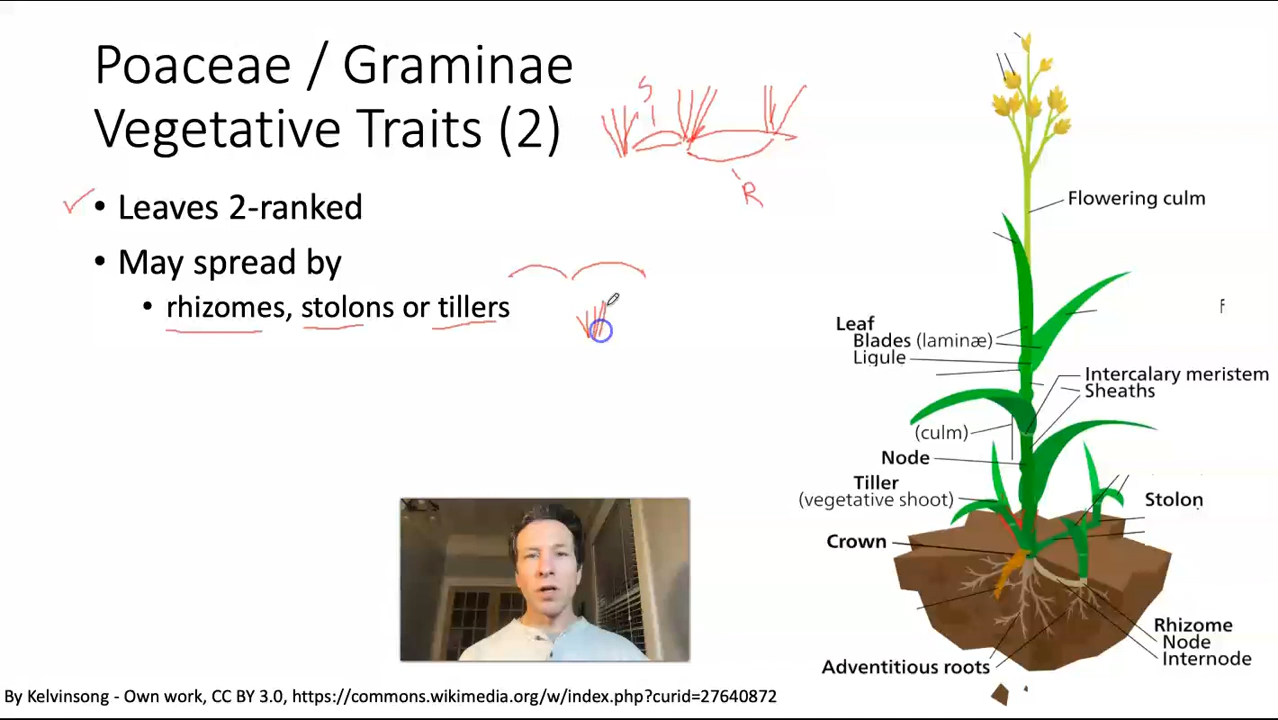 Poaceae / Graminae
Vegetative Traits (2)
S
R
• Leaves 2-ranked
• May spread by
• rhizomes, stolons or tillers
Flowering culm
f
Leaf
Blades (laminæ)
Ligule
Intercalary meristem
Sheaths
(culm)
Node
Tiller
(vegetative shoot)
Stolon
Crown
Rhizome
Node
Internode
Adventitious roots
By Kelvinsong - Own work, CC BY 3.0, https://commons.wikimedia.org/w/index.php?curid=27640872